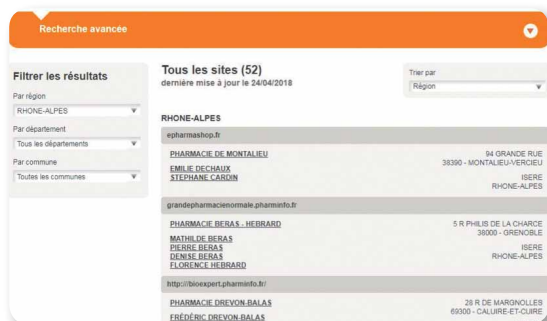 Recherche avancée
Filtrer les résultats
Par région
RHONE-ALPES
Par département
Tous les départements
Par commune
Toutes les communes
Tous les sites (52)
dernière mise à jour le 24/04/2018
Trier par
Région
RHONE-ALPES
epharmashop.fr
PHARMACIE DE MONTALIEU
94 GRANDE RUE
38390 - MONTALIEU-VERCIEU
EMILIE DECHAUX
STEPHANE CARDIN
ISERE
RHONE-ALPES
grandepharmacienormale.pharminfo.fr
PHARMACIE BERAS - HEBRARD
5 R PHILIS DE LA CHARCE
38000 - GRENOBLE
MATHILDE BERAS
PIERRE BERAS
DENISE BERAS
FLORENCE HEBRARD
ISERE
RHONE-ALPES
http://bioexpert.pharminfo.fr/
PHARMACIE DREVON-BALAS
28 R DE MARGNOLLES
69300 - CALUIRE-ET-CUIRE
FRÉDÉRIC DREVON-BALAS